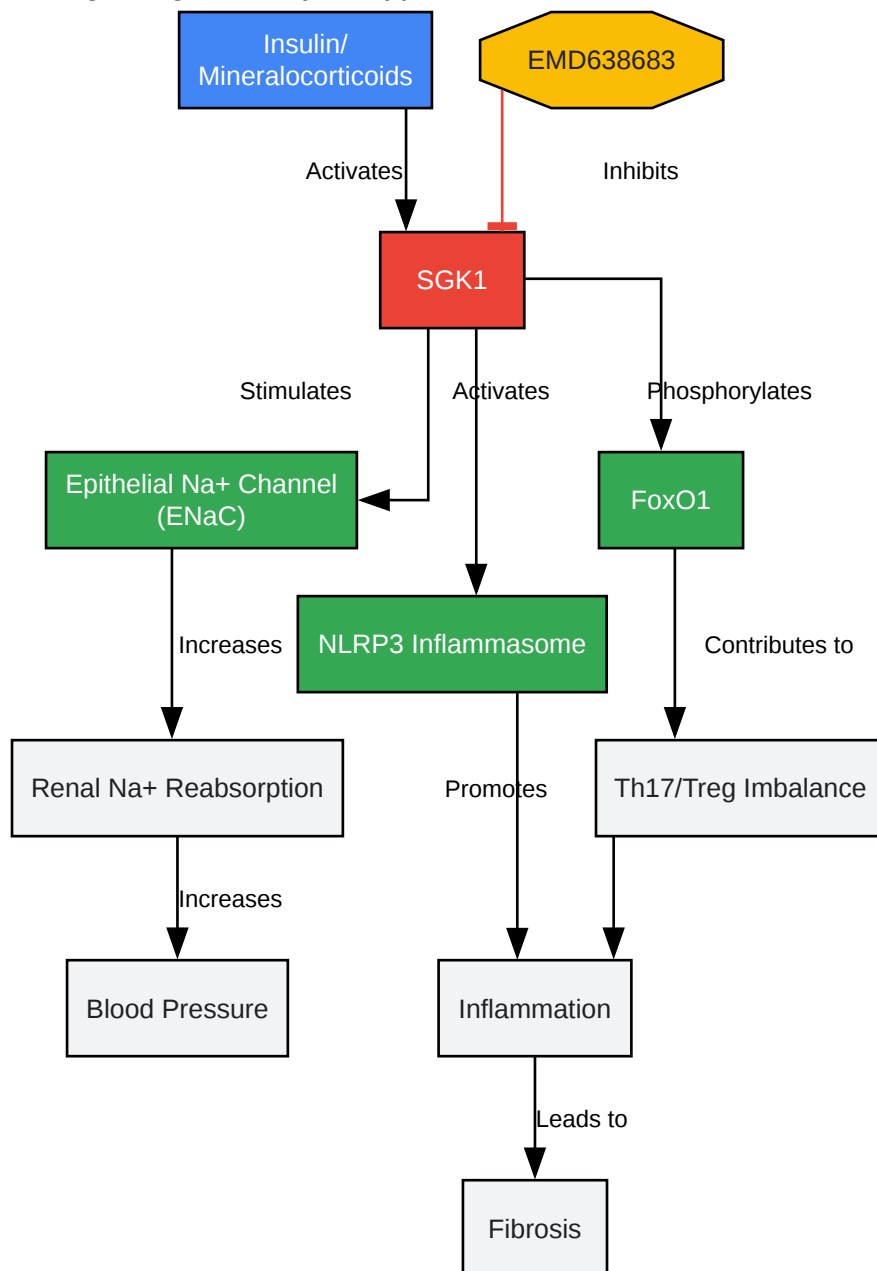 Insulin/
Mineralocorticoids
EMD638683
Activates
Inhibits
SGK1
Stimulates
Activates
Phosphorylates
Epithelial Na+ Channel
(ENaC)
FoxO1
Increases
NLRP3 Inflammasome
Contributes to
Renal Na+ Reabsorption
Promotes
Th17/Treg Imbalance
Increases
Blood Pressure
Inflammation
Leads to
Fibrosis